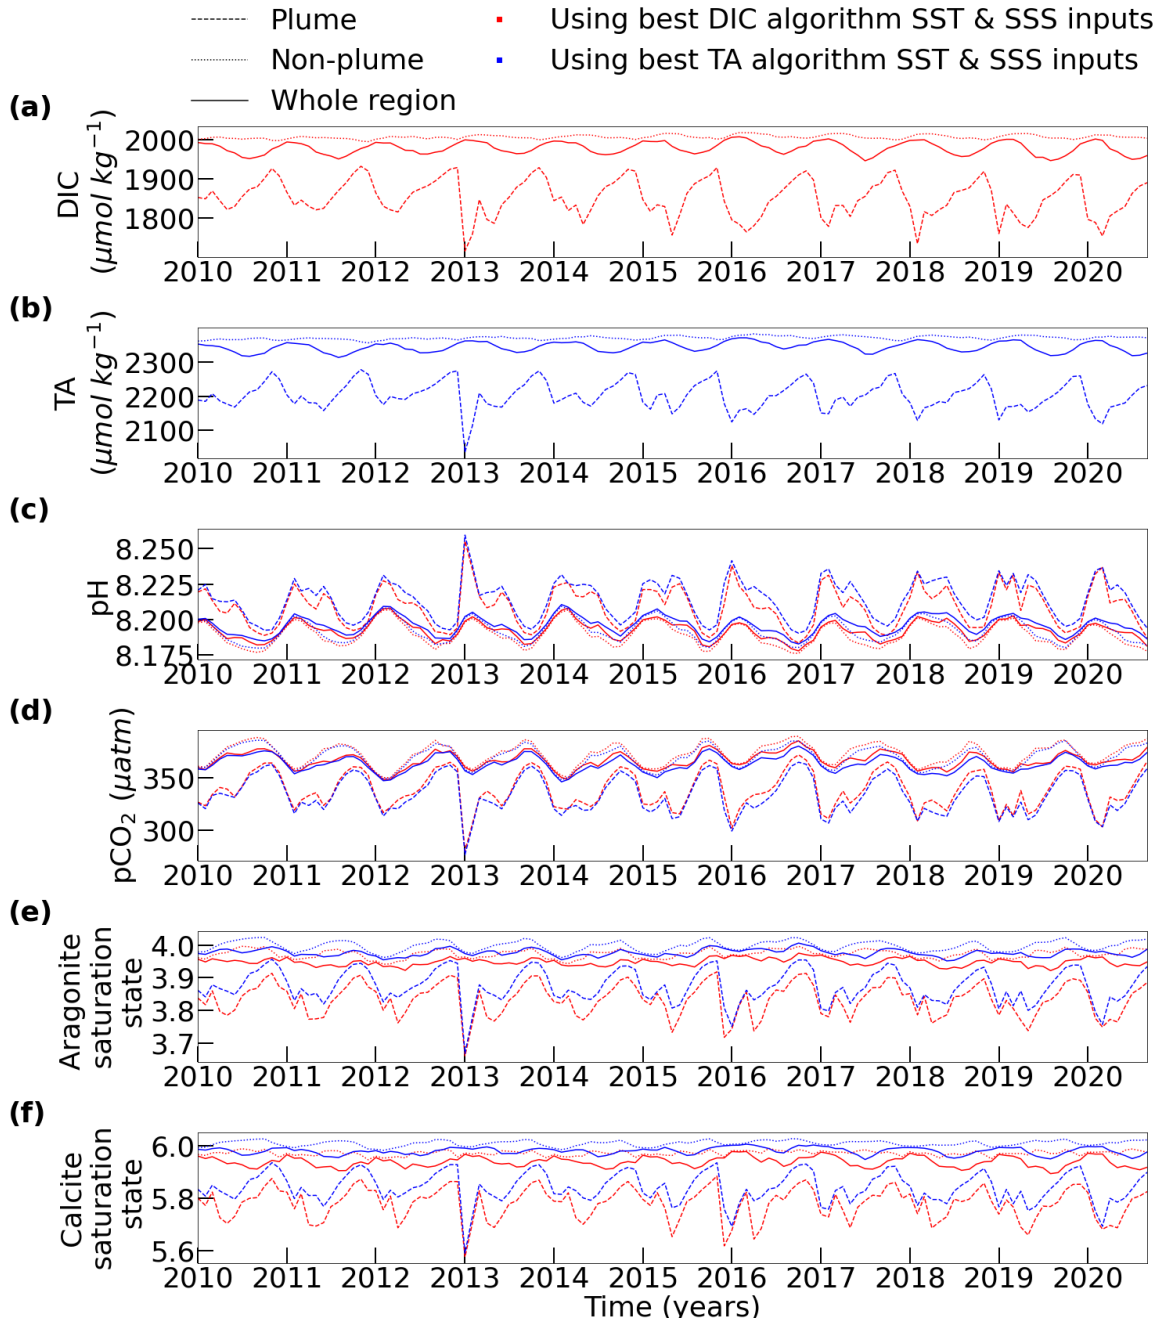 Plume
Non-plume
Whole region
Using best DIC algorithm SST & SSS inputs
Using best TA algorithm SST & SSS inputs
(a)
DIC
(μmol kg⁻¹)
2000
1900
1800
2010 2011 2012 2013 2014 2015 2016 2017 2018 2019 2020
(b)
TA
(μmol kg⁻¹)
2300
2200
2100
2010 2011 2012 2013 2014 2015 2016 2017 2018 2019 2020
(c)
pH
8.250
8.225
8.200
8.175
2010 2011 2012 2013 2014 2015 2016 2017 2018 2019 2020
(d)
pCO₂ (μatm)
350
300
2010 2011 2012 2013 2014 2015 2016 2017 2018 2019 2020
(e)
Aragonite
saturation
state
4.0
3.9
3.8
3.7
2010 2011 2012 2013 2014 2015 2016 2017 2018 2019 2020
(f)
Calcite
saturation
state
6.0
5.8
5.6
2010 2011 2012 2013 2014 2015 2016 2017 2018 2019 2020
Time (years)